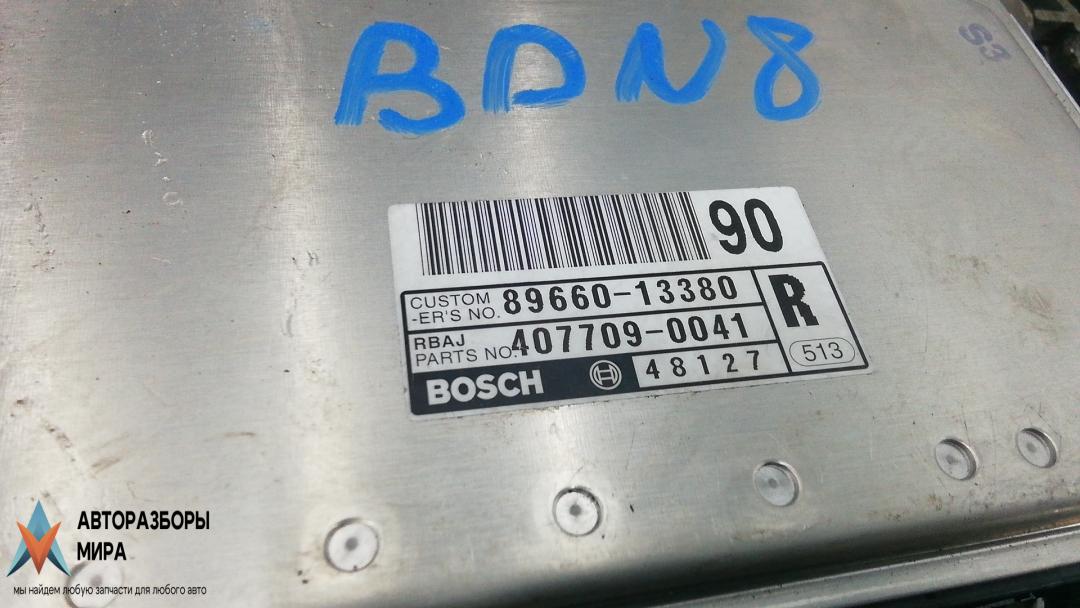 BDN8
S3
90
CUSTOM
-ER'S NO. 89660-13380
R
RBAJ
PARTS NO. 407709-0041
BOSCH 48127
513
АВТОРАЗБОРЫ
МИРА
мы найдем любую запчасти для любого авто